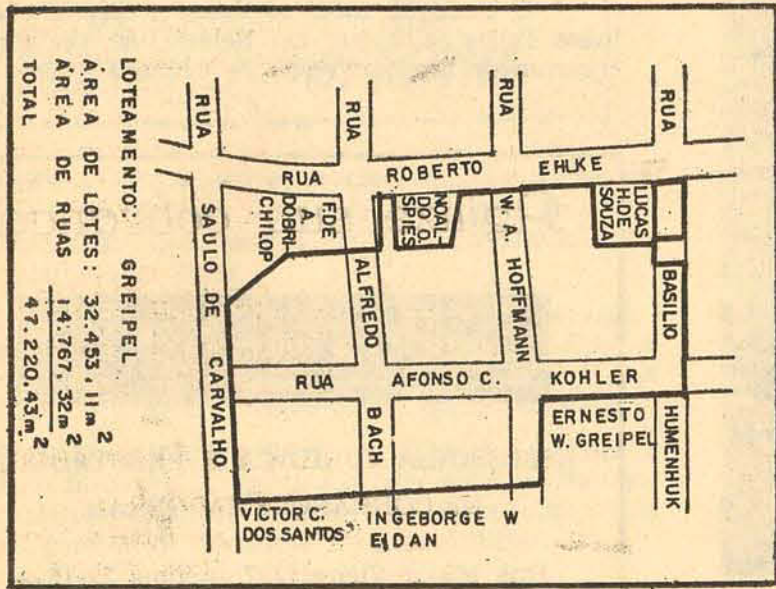 RUA
RUA
RUA
RUA
RUA ROBERTO EHLKE
F.DE
A
DOBRI-
CHILOP
NOAL-
DO O.
SPIES
LUCAS
H.DE
SOUZA
W. A. HOFFMANN
ALFREDO
BACH
BASILIO
HUMENHUK
SAULO DE CARVALHO
RUA AFONSO C. KOHLER
ERNESTO
W. GREIPEL
VICTOR C.
DOS SANTOS
INGEBORGE W
EIDAN
LOTEAMENTO: GREIPEL
ÁREA DE LOTES: 32.453,11m2
ÁREA DE RUAS 14.767,32m2
TOTAL 47.220,43m2